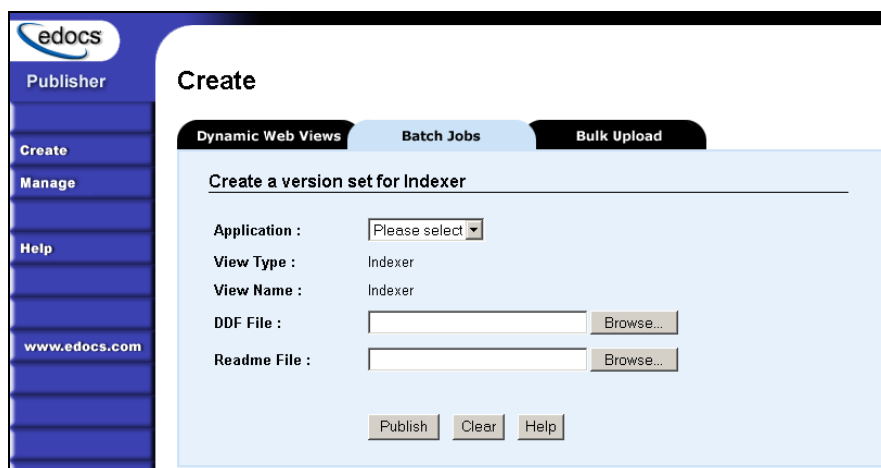 edocs
Publisher
Create
Manage
Help
www.edocs.com
Create
Dynamic Web Views
Batch Jobs
Bulk Upload
Create a version set for Indexer
Application :
Please select
View Type :
Indexer
View Name :
Indexer
DDF File :
Browse...
Readme File :
Browse...
Publish
Clear
Help